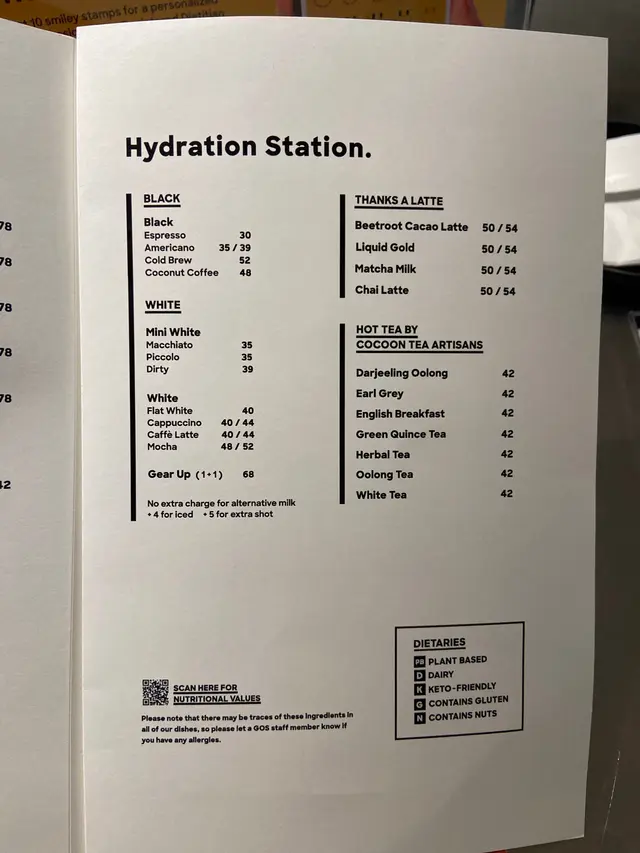 10 smiley stamps for a personalized
Dietitian
78
78
78
78
78
42
Hydration Station.
BLACK
Black
Espresso 30
Americano 35 / 39
Cold Brew 52
Coconut Coffee 48
WHITE
Mini White
Macchiato 35
Piccolo 35
Dirty 39
White
Flat White 40
Cappuccino 40 / 44
Caffè Latte 40 / 44
Mocha 48 / 52
Gear Up (1+1) 68
No extra charge for alternative milk
+ 4 for iced + 5 for extra shot
THANKS A LATTE
Beetroot Cacao Latte 50 / 54
Liquid Gold 50 / 54
Matcha Milk 50 / 54
Chai Latte 50 / 54
HOT TEA BY
COCOON TEA ARTISANS
Darjeeling Oolong 42
Earl Grey 42
English Breakfast 42
Green Quince Tea 42
Herbal Tea 42
Oolong Tea 42
White Tea 42
SCAN HERE FOR
NUTRITIONAL VALUES
Please note that there may be traces of these ingredients in
all of our dishes, so please let a GOS staff member know if
you have any allergies.
DIETARIES
PB PLANT BASED
D DAIRY
K KETO-FRIENDLY
G CONTAINS GLUTEN
N CONTAINS NUTS